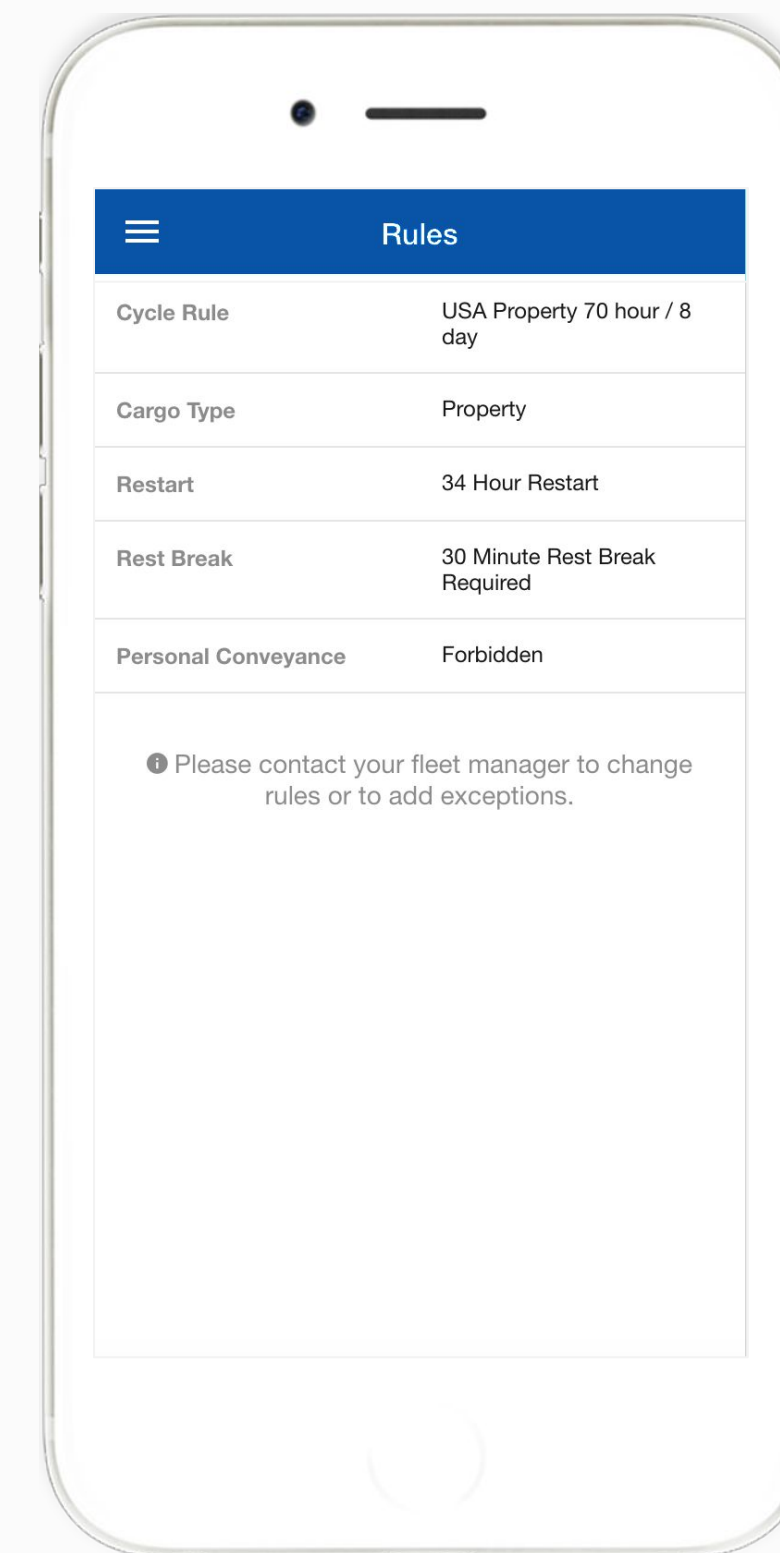 Rules
Cycle Rule
USA Property 70 hour / 8
day
Cargo Type
Property
Restart
34 Hour Restart
Rest Break
30 Minute Rest Break
Required
Personal Conveyance
Forbidden
Please contact your fleet manager to change
rules or to add exceptions.